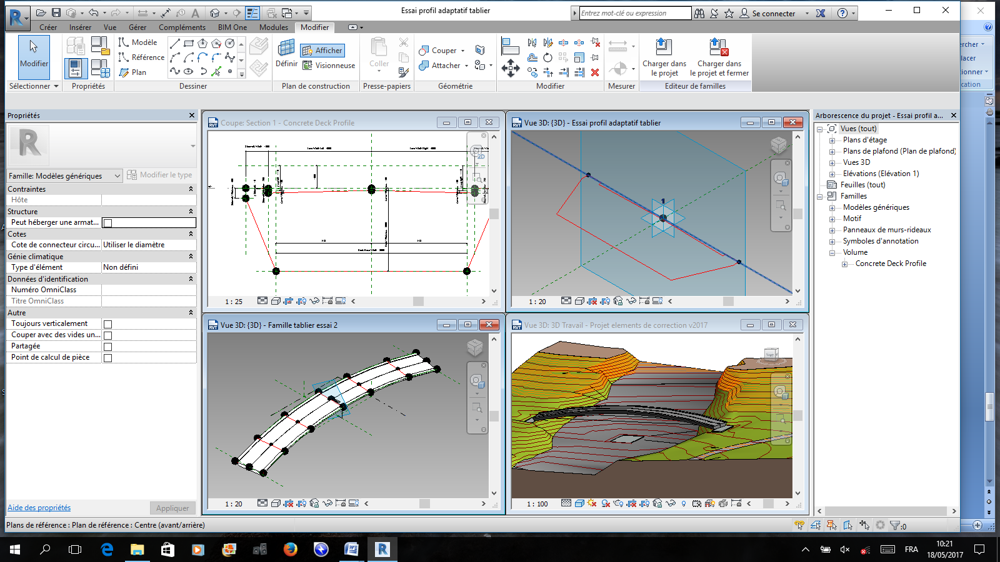 Essai profil adaptatif tablier
Entrez mot-clé ou expression
Se connecter
Créer Insérer Vue Gérer Compléments BIM One Modules Modifier
Modifier
Modèle
Référence
Plan
Définir
Afficher
Visionneuse
Coller
Couper
Attacher
Charger dans
le projet
Charger dans
le projet et fermer
Sélectionner Propriétés Dessiner Plan de construction Presse-papiers Géométrie Modifier Mesurer Editeur de familles
Propriétés
Famille: Modèles génériques
Modifier le type
Contraintes
Hôte
Structure
Peut héberger une armat...
Cotes
Cote de connecteur circu... Utiliser le diamètre
Génie climatique
Type d'élément Non défini
Données d'identification
Numéro OmniClass
Titre OmniClass
Autre
Toujours verticalement
Couper avec des vides un...
Partagée
Point de calcul de pièce
Aide des propriétés
Appliquer
Coupe: Section 1 - Concrete Deck Profile
2D
1 : 25
Vue 3D: {3D} - Essai profil adaptatif tablier
1
1 : 20
Vue 3D: {3D} - Famille tablier essai 2
1 : 20
Vue 3D: 3D Travail - Projet elements de correction v2017
1 : 100
Arborescence du projet - Essai profil a...
Vues (tout)
Plans d'étage
Plans de plafond (Plan de plafond)
Vues 3D
Elévations (Elévation 1)
Feuilles (tout)
Familles
Modèles génériques
Motif
Panneaux de murs-rideaux
Symboles d'annotation
Volume
Concrete Deck Profile
Plans de référence : Plan de référence : Centre (avant/arrière)
:0
FRA
10:21
18/05/2017